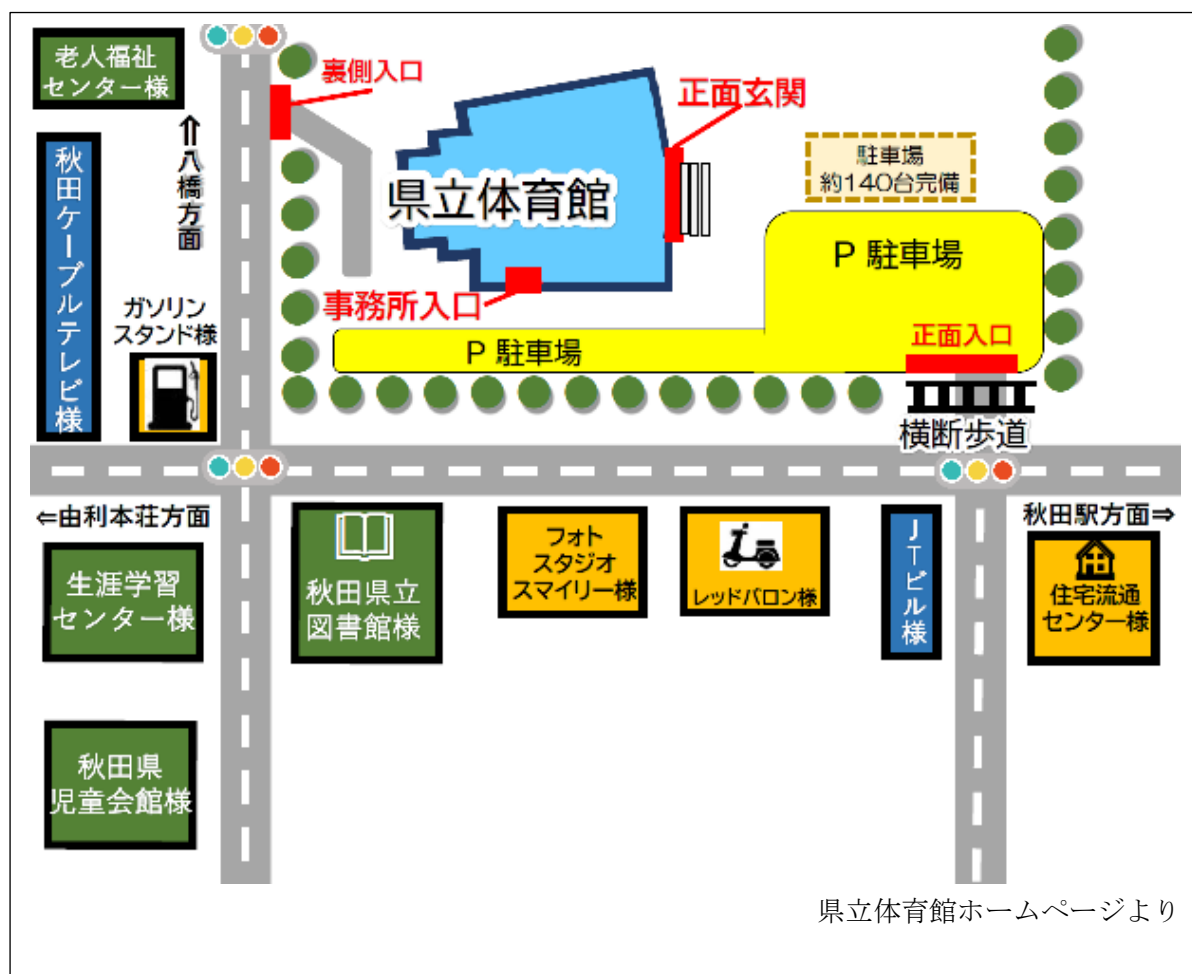 老人福祉
センター様
裏側入口
正面玄関
⇑八橋方面
秋田ケーブルテレビ様
駐車場
約140台完備
県立体育館
P 駐車場
ガソリン
スタンド様
事務所入口
正面入口
P 駐車場
横断歩道
⇐由利本荘方面
秋田駅方面⇒
生涯学習
センター様
秋田県立
図書館様
フォト
スタジオ
スマイリー様
レッドバロン様
JTビル様
住宅流通
センター様
秋田県
児童会館様
県立体育館ホームページより